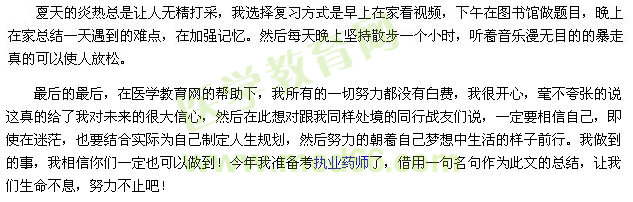 夏天的炎热总是让人无精打采，我选择复习方式是早上在家看视频，下午在图书馆做题目，晚上
在家总结一天遇到的难点，在加强记忆。然后每天晚上坚持散步一个小时，听着音乐漫无目的的暴走
真的可以使人放松。
最后的最后，在医学教育网的帮助下，我所有的一切努力都没有白费，我很开心，毫不夸张的说
这真的给了我对未来的很大信心，然后在此想对跟我同样处境的同行战友们说，一定要相信自己，即
使在迷茫，也要结合实际为自己制定人生规划，然后努力的朝着自己梦想中生活的样子前行。我做到
的事，我相信你们一定也可以做到！今年我准备考执业药师了，借用一句名句作为此文的总结，让我
们生命不息，努力不止吧！
医学教育网